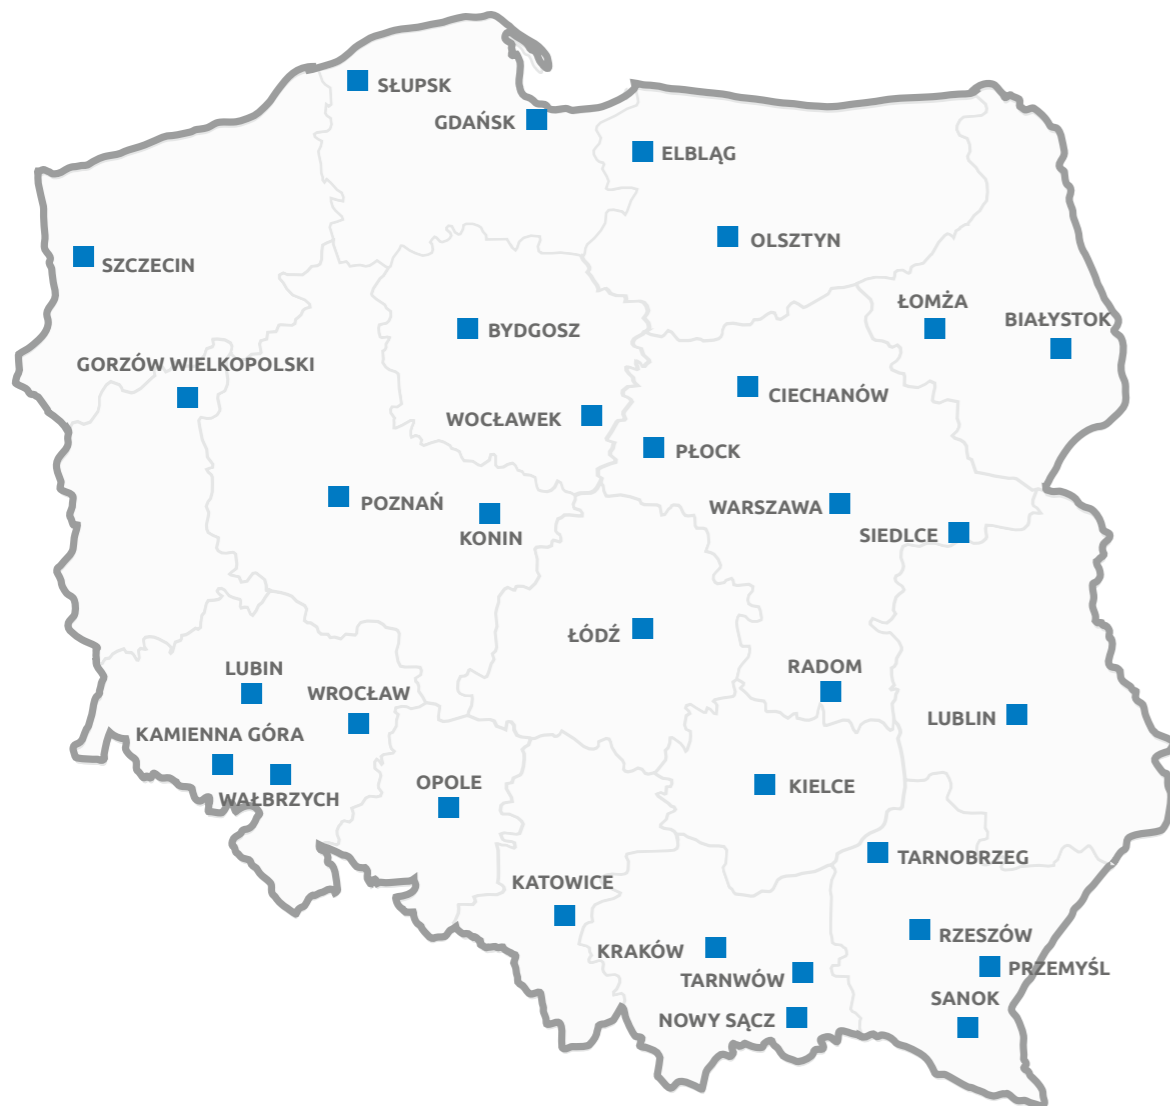 SŁUPSK
GDAŃSK
ELBLĄG
OLSZTYN
SZCZECIN
ŁOMŻA
BIAŁYSTOK
BYDGOSZ
GORZÓW WIELKOPOLSKI
CIECHANÓW
WOCŁAWEK
PŁOCK
POZNAŃ
WARSZAWA
KONIN
SIEDLCE
ŁÓDŹ
LUBIN
RADOM
WROCŁAW
LUBLIN
KAMIENNA GÓRA
OPOLE
KIELCE
WAŁBRZYCH
TARNOBRZEG
KATOWICE
RZESZÓW
KRAKÓW
PRZEMYŚL
TARNWÓW
SANOK
NOWY SĄCZ